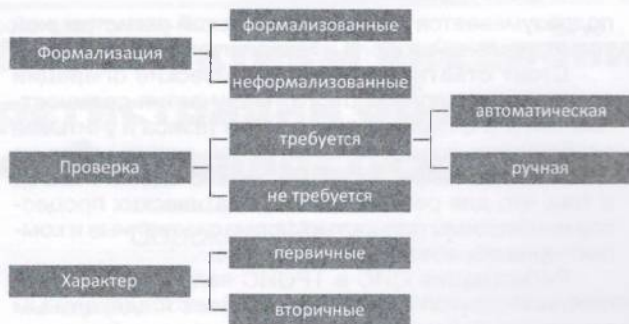 Формализация
формализованные
неформализованные
Проверка
требуется
автоматическая
ручная
не требуется
Характер
первичные
вторичные